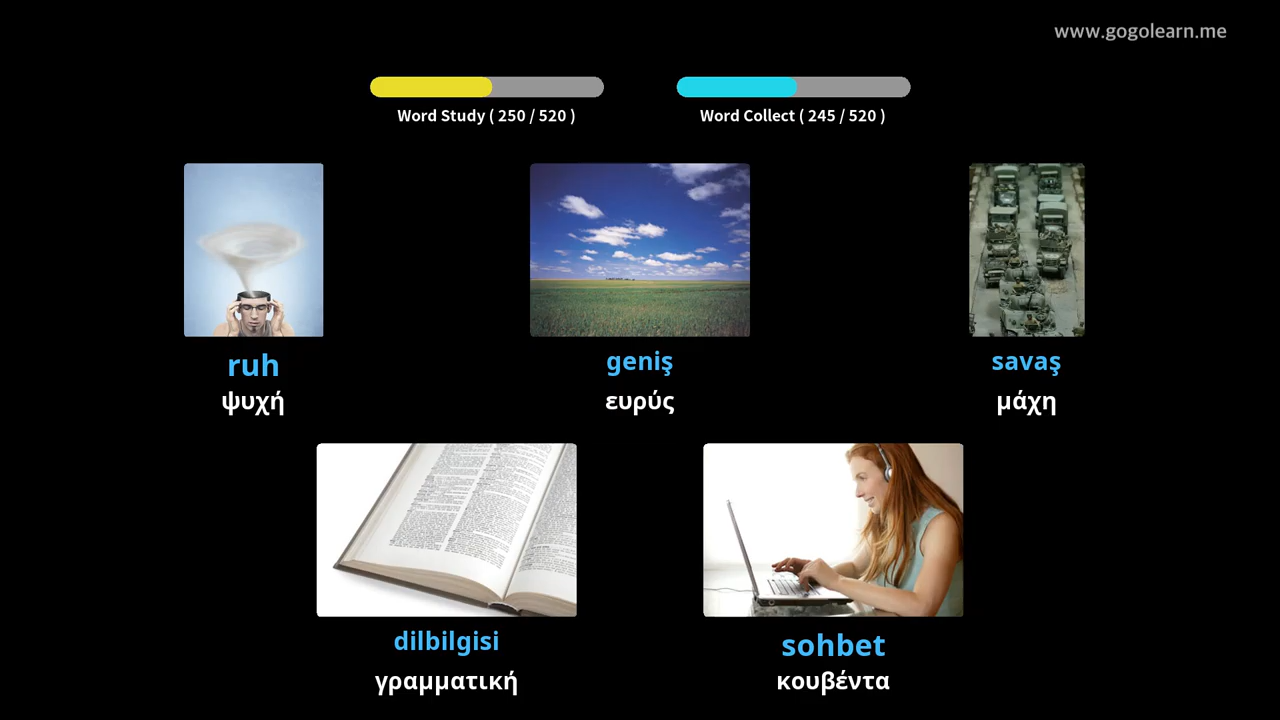 www.gogolearn.me
Word Study ( 250 / 520 )
Word Collect ( 245 / 520 )
ruh
ψυχή
geniş
ευρύς
savaş
μάχη
dilbilgisi
γραμματική
sohbet
κουβέντα